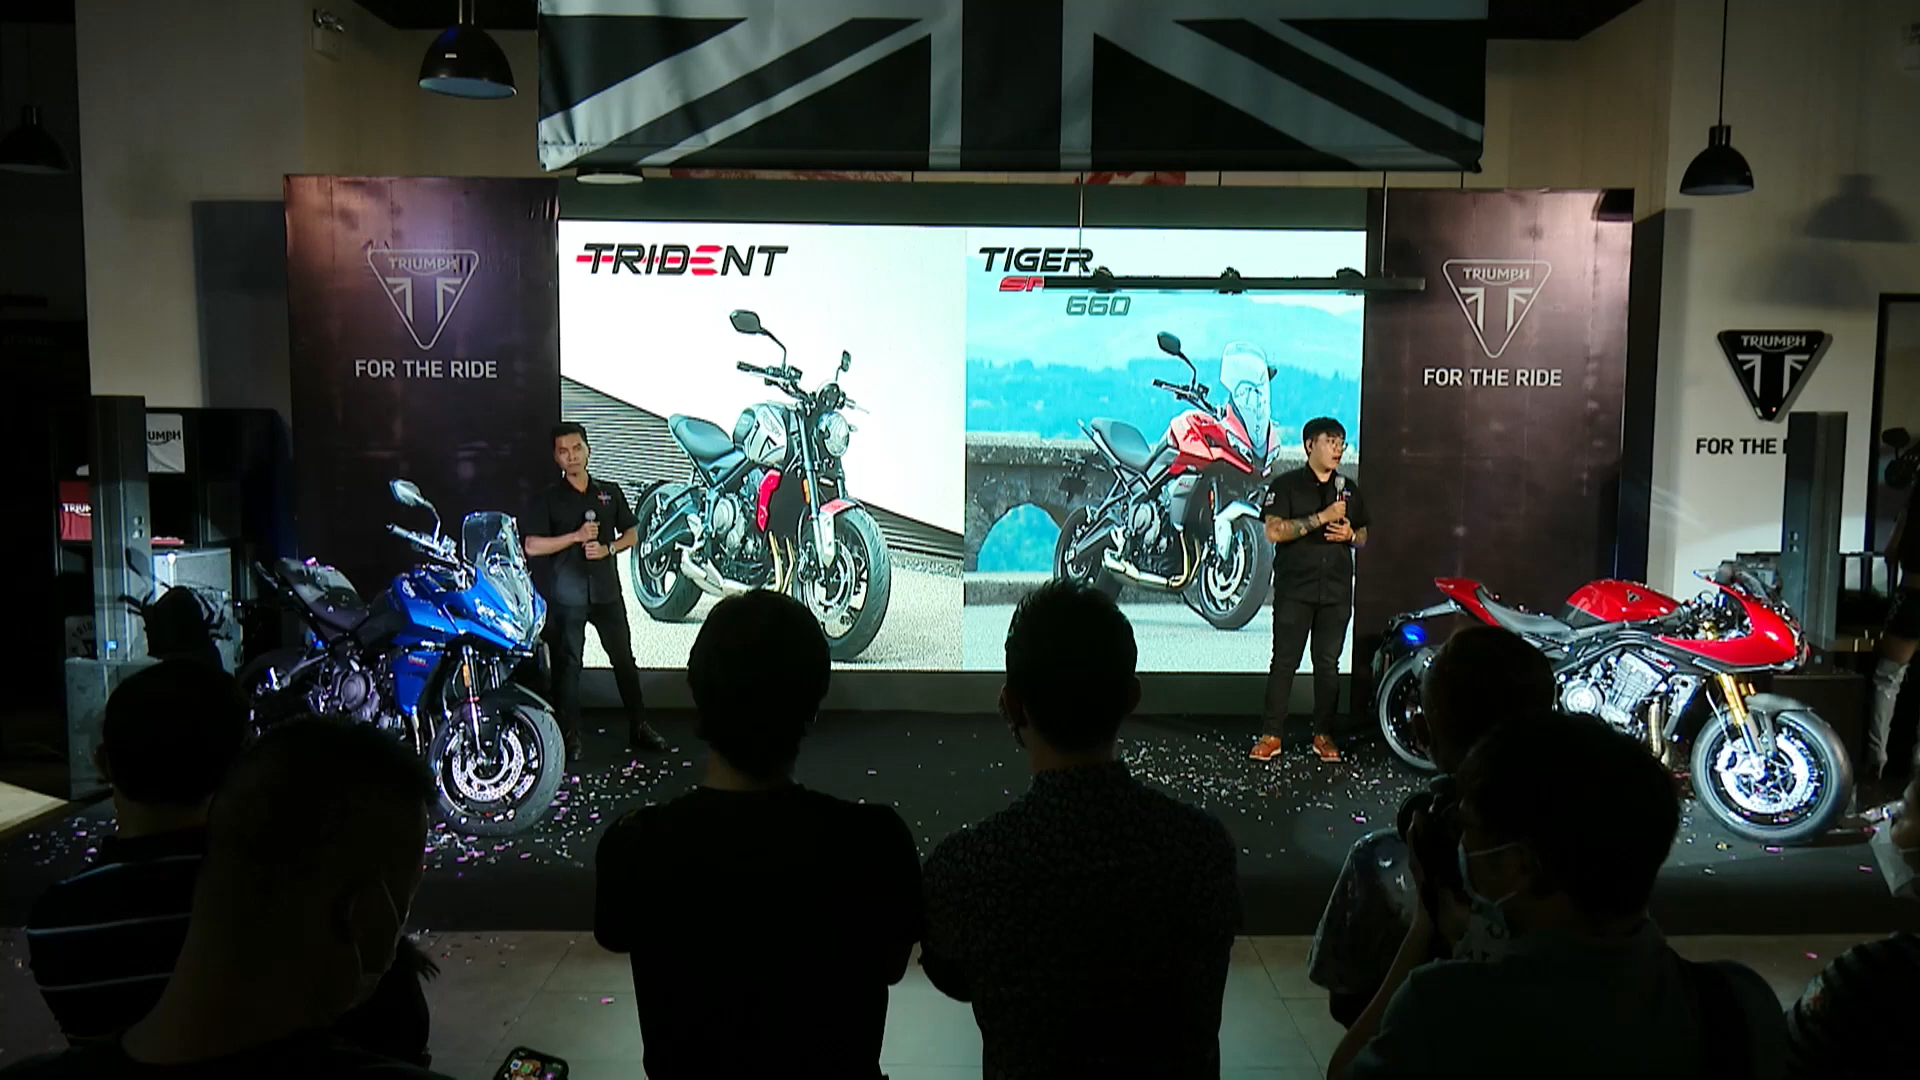 TRIUMPH
FOR THE RIDE
TRIDENT
TIGER
660
TRIUMPH
FOR THE RIDE
TRIUMPH
FOR THE